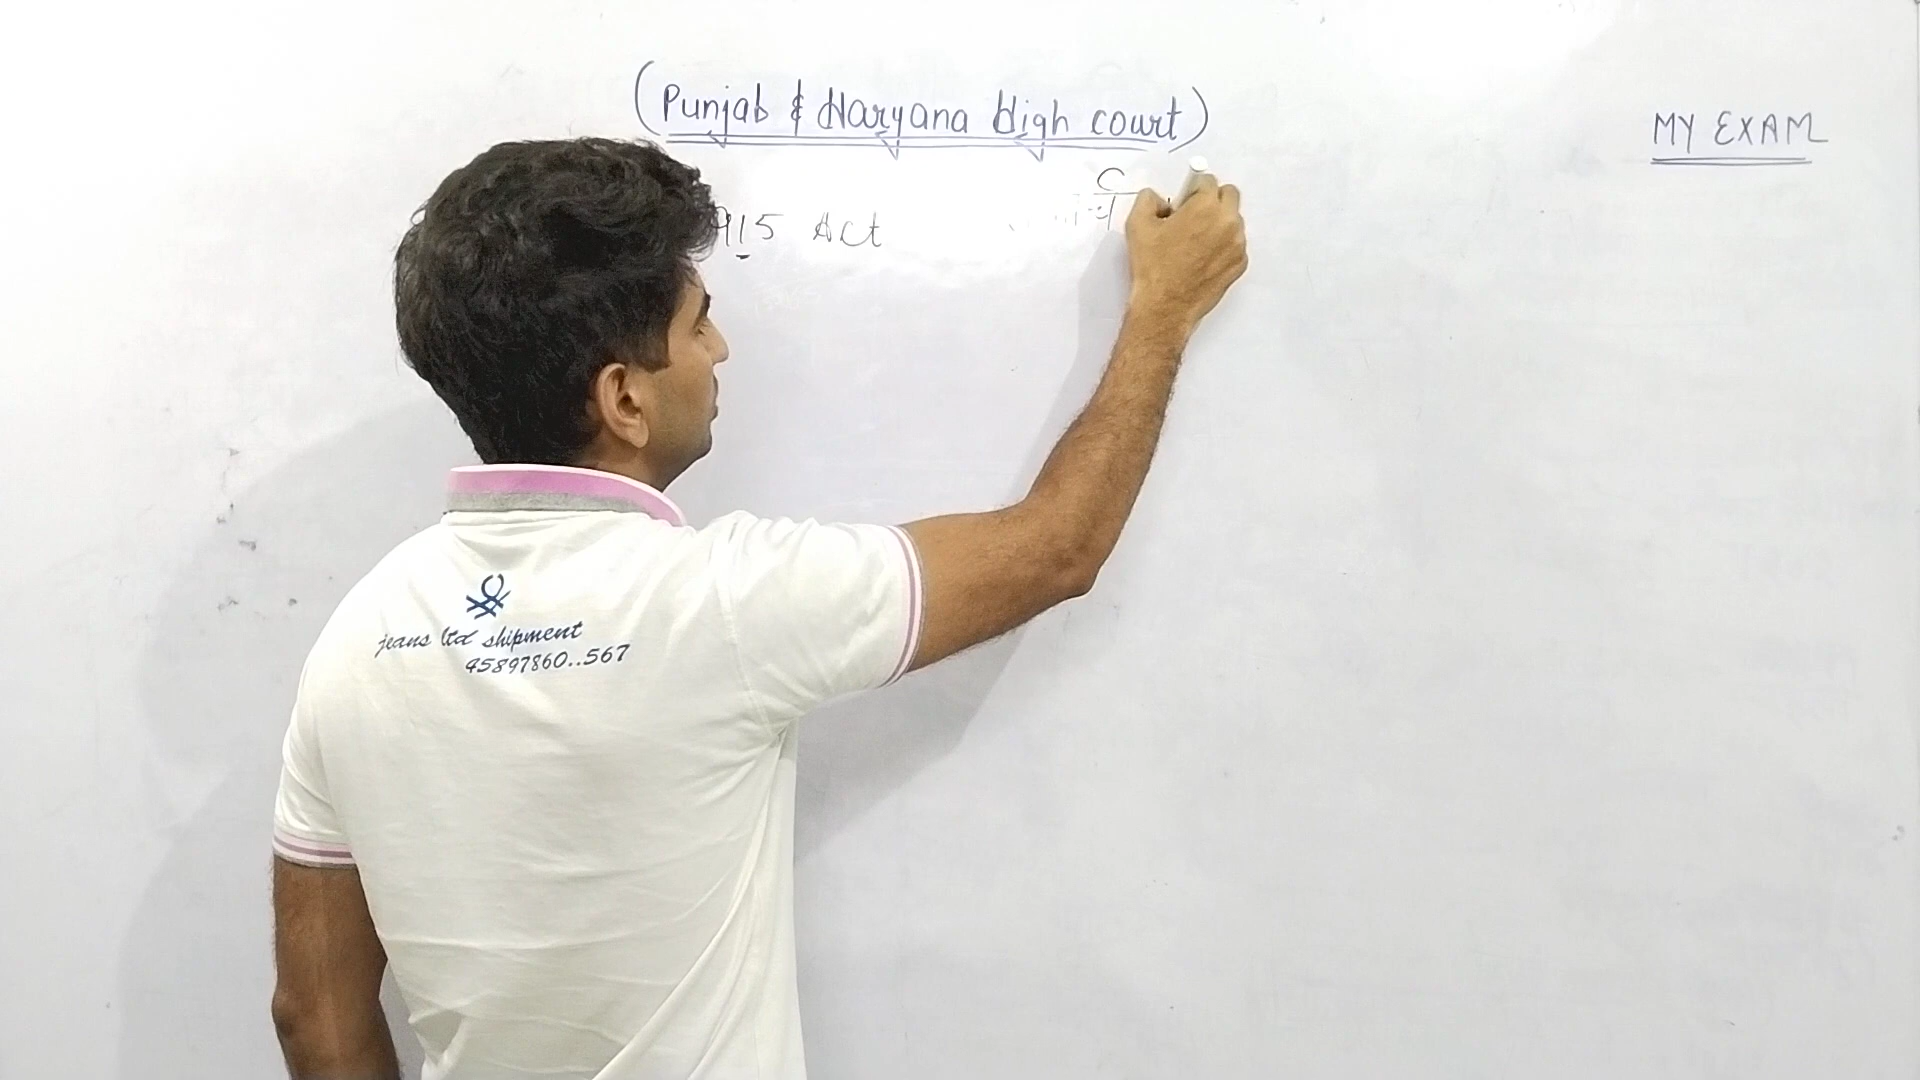 (Punjab & Haryana High court)
MY EXAM
915 Act
jeans ltd shipment
45897860..567